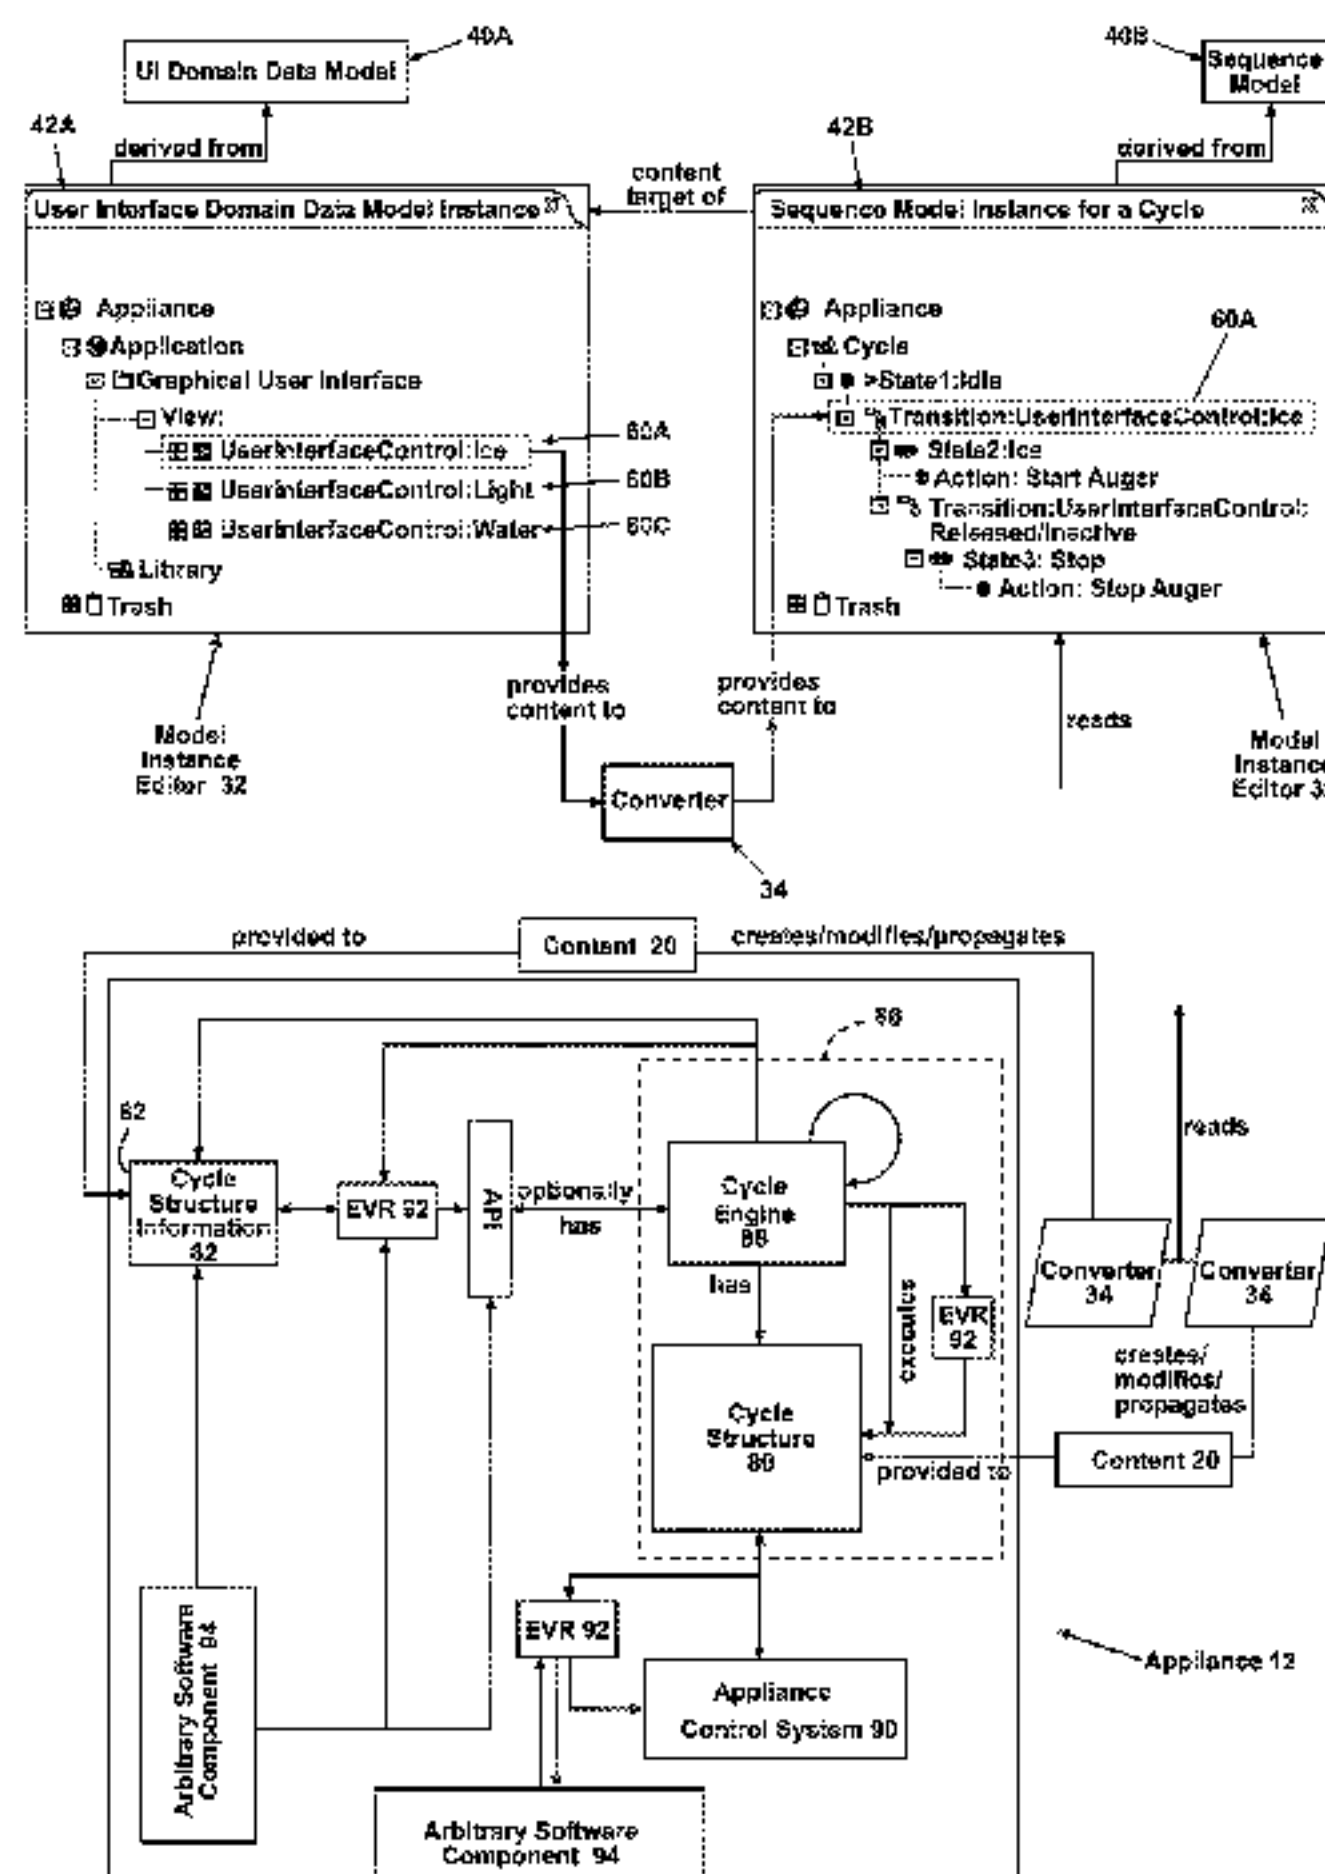 40A
UI Domain Data Model
40B
Sequence
Model
42A
derived from
42B
derived from
content
target of
User Interface Domain Data Model Instance
Sequence Model Instance for a Cycle
Appliance
Application
Graphical User Interface
View:
UserInterfaceControl:Ice
60A
UserInterfaceControl:Light
60B
UserInterfaceControl:Water
60C
Library
Trash
Appliance
60A
Cycle
>State1:Idle
Transition:UserInterfaceControl:Ice
State2:Ice
Action: Start Auger
Transition:UserInterfaceControl:
Released/Inactive
State3: Stop
Action: Stop Auger
Trash
Model
Instance
Editor 32
provides
content to
provides
content to
reads
Model
Instance
Editor
Converter
34
provided to
Content 20
creates/modifies/propagates
reads
Cycle
Structure
Information
82
EVR 92
API
optionally
has
Cycle
Engine
has
executes
EVR
92
Converter
34
Converter
34
creates/
modifies/
propagates
Cycle
Structure
80
provided to
Content 20
Arbitrary Software
Component 94
EVR 92
Appliance
Control System 90
Appliance 12
Arbitrary Software
Component 94